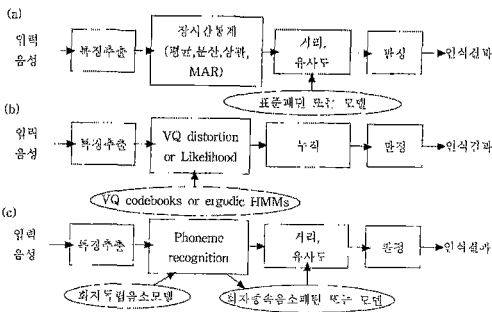 (a)
입력
음성
특징추출
장시간통계
(평균,분산,상관,
MAR)
거리,
유사도
판정
인식결과
표준패턴 또는 모델
(b)
입력
음성
특징추출
VQ distortion
or Likelihood
누적
판정
인식결과
VQ codebooks or ergodic HMMs
(c)
입력
음성
특징추출
Phoneme
recognition
거리,
유사도
판정
인식결과
화자독립음소모델
화자종속음소패턴 또는 모델